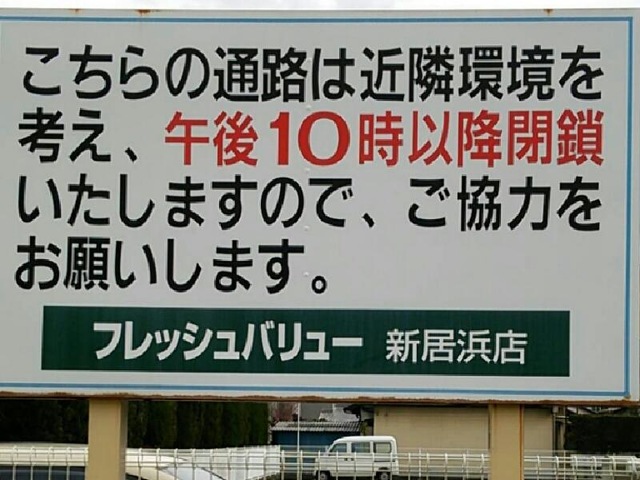 こちらの通路は近隣環境を
考え、午後10時以降閉鎖
いたしますので、ご協力を
お願いします。
フレッシュバリュー 新居浜店